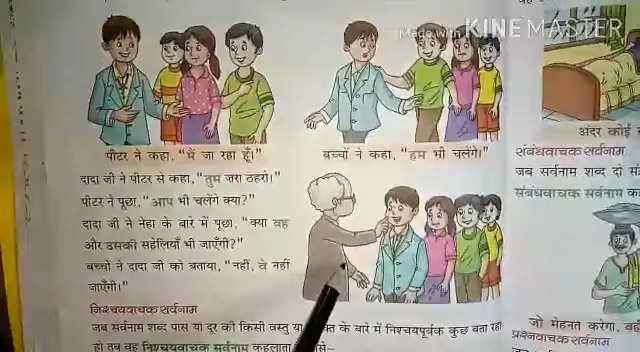 Made with KINEMASTER
पीटर ने कहा, "मैं जा रहा हूँ।"
बच्चों ने कहा, "हम भी चलेंगे।"
दादा जी ने पीटर से कहा, "तुम जरा ठहरो।"
पीटर ने पूछा, "आप भी चलेंगे क्या?"
दादा जी ने नेहा के बारे में पूछा, "क्या वह
और उसकी सहेलियाँ भी जाएँगी?"
बच्चों ने दादा जी को बताया, "नहीं, वे नहीं
जाएँगी।"
निश्चयवाचक सर्वनाम
जब सर्वनाम शब्द पास या दूर की किसी वस्तु या के बारे में निश्चयपूर्वक कुछ बता रहा
हो तब वह निश्चयवाचक सर्वनाम कहलाता
अंदर कोई
संबंधवाचक सर्वनाम
जब सर्वनाम शब्द दो
संबंधवाचक सर्वनाम
जो मेहनत करेगा,
प्रश्नवाचक सर्वनाम